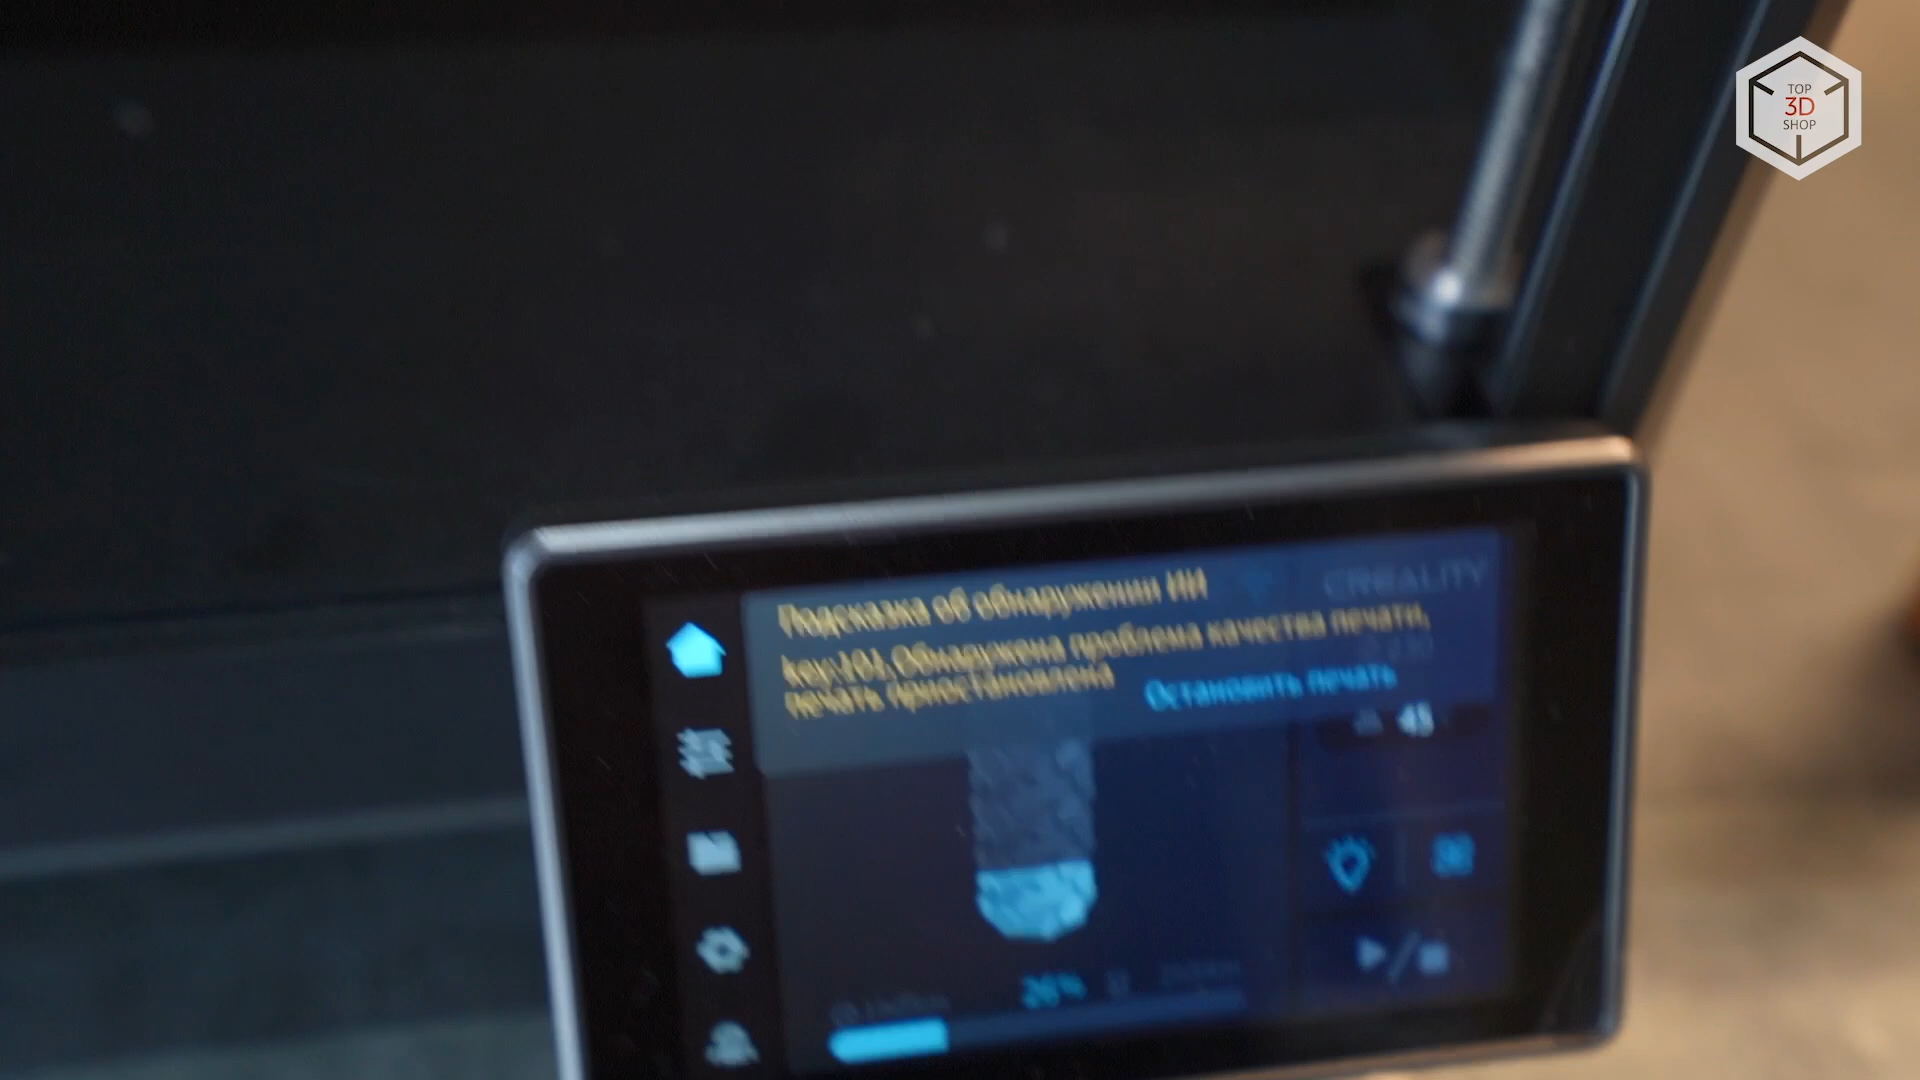 TOP
3D
SHOP
CREALITY
Подсказка об обнаружении ИИ
key:101,Обнаружена проблема качества печати,
печать приостановлена
Остановить печать
45
26%